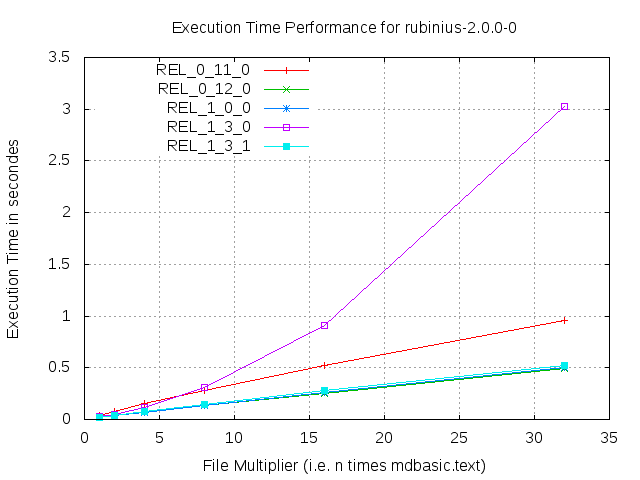 Execution Time Performance for rubinius-2.0.0-0
3.5
3
2.5
2
1.5
1
0.5
0
Execution Time in secondes
REL_0_11_0
REL_0_12_0
REL_1_0_0
REL_1_3_0
REL_1_3_1
0 5 10 15 20 25 30 35
File Multiplier (i.e. n times mdbasic.text)